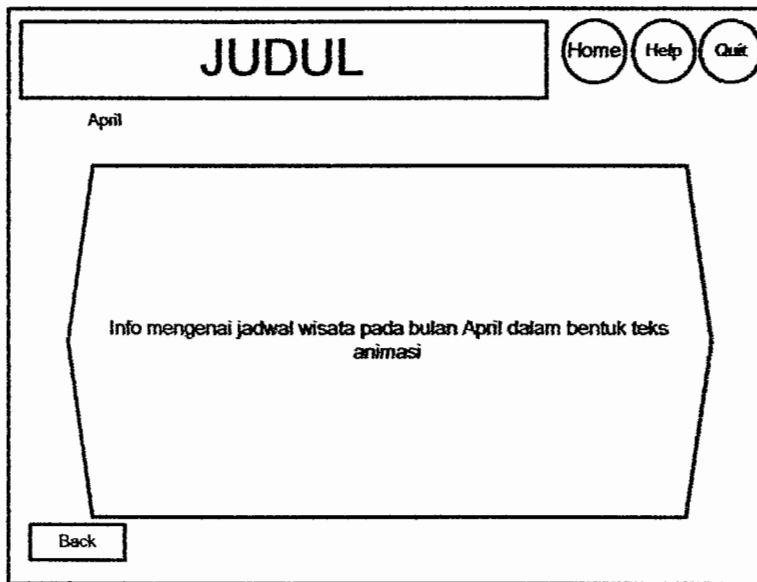 JUDUL
Home Help Quit
April
Info mengenai jadwal wisata pada bulan April dalam bentuk teks
animasi
Back